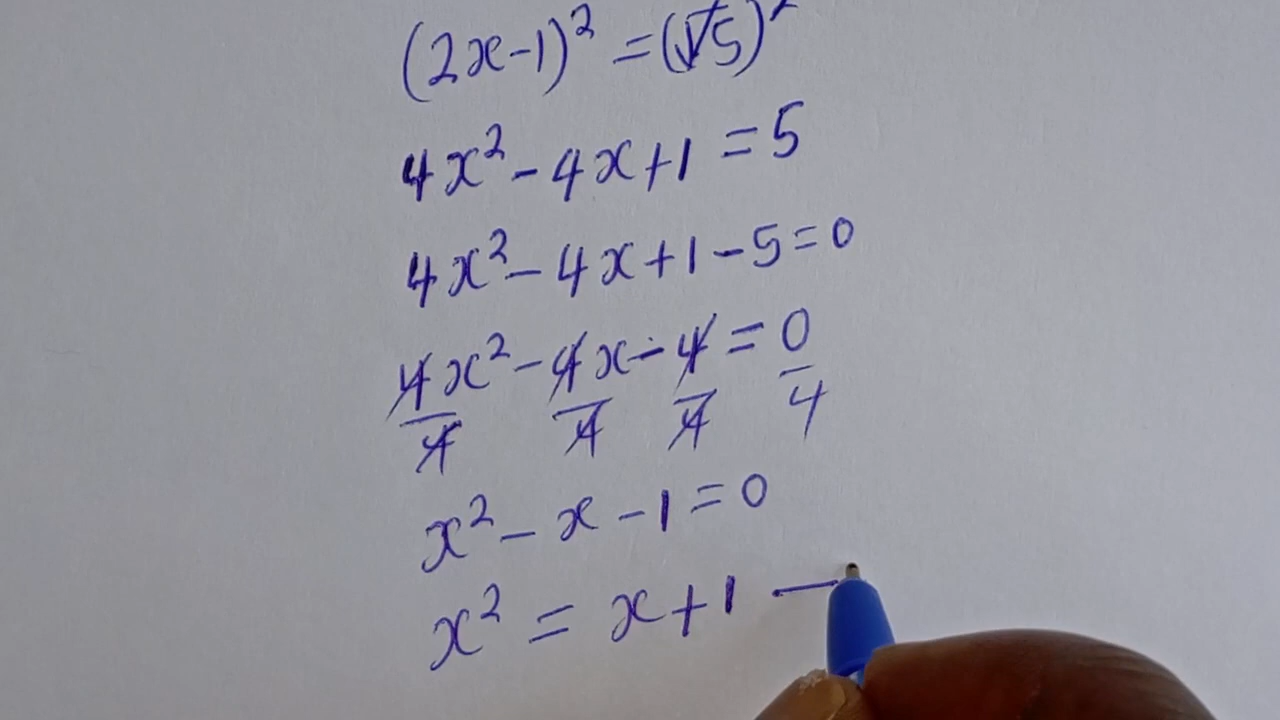 (2x-1)² = (√5)²
4x² - 4x + 1 = 5
4x² - 4x + 1 - 5 = 0
4x²/4 - 4x/4 - 4/4 = 0/4
x² - x - 1 = 0
x² = x + 1 —